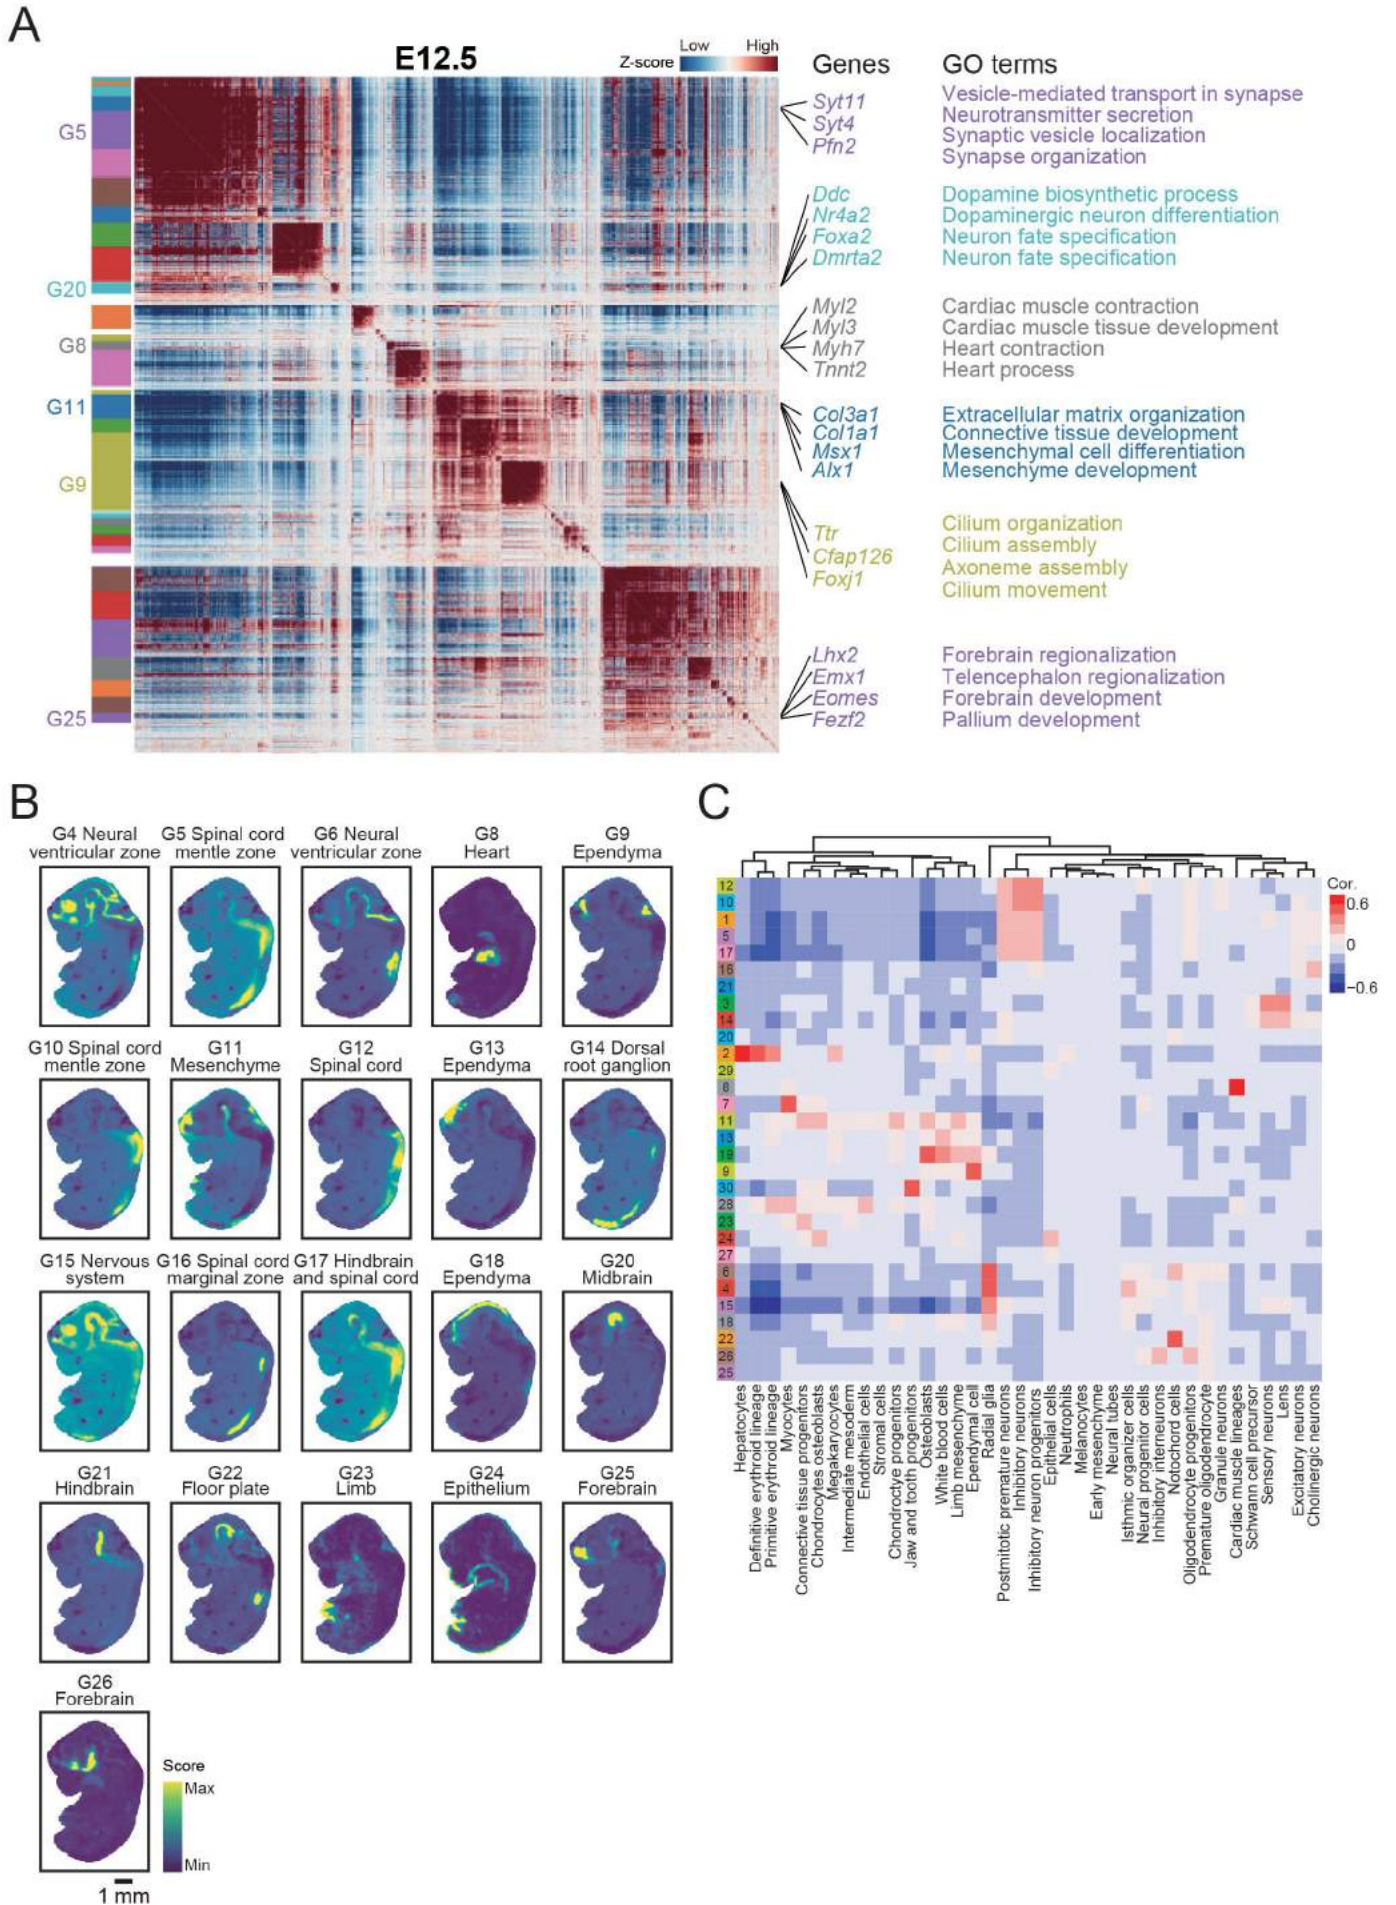 A
E12.5
Z-score
Low
High
Genes
GO terms
G5
G20
G8
G11
G9
G25
Syt11
Syt4
Pfn2
Vesicle-mediated transport in synapse
Neurotransmitter secretion
Synaptic vesicle localization
Synapse organization
Ddc
Nr4a2
Foxa2
Dmrta2
Dopamine biosynthetic process
Dopaminergic neuron differentiation
Neuron fate specification
Neuron fate specification
Myl2
Myl3
Myh7
Tnnt2
Cardiac muscle contraction
Cardiac muscle tissue development
Heart contraction
Heart process
Col3a1
Col1a1
Msx1
Alx1
Extracellular matrix organization
Connective tissue development
Mesenchymal cell differentiation
Mesenchyme development
Ttr
Cfap126
Foxj1
Cilium organization
Cilium assembly
Axoneme assembly
Cilium movement
Lhx2
Emx1
Eomes
Fezf2
Forebrain regionalization
Telencephalon regionalization
Forebrain development
Pallium development
B
G4 Neural
ventricular zone
G5 Spinal cord
mentle zone
G6 Neural
ventricular zone
G8
Heart
G9
Ependyma
G10 Spinal cord
mentle zone
G11
Mesenchyme
G12
Spinal cord
G13
Ependyma
G14 Dorsal
root ganglion
G15 Nervous
system
G16 Spinal cord
marginal zone
G17 Hindbrain
and spinal cord
G18
Ependyma
G20
Midbrain
G21
Hindbrain
G22
Floor plate
G23
Limb
G24
Epithelium
G25
Forebrain
G26
Forebrain
Score
Max
Min
1 mm
C
Cor.
0.6
0
−0.6
12
10
1
5
17
16
21
3
14
20
2
29
8
7
11
13
19
9
30
28
23
24
27
6
4
15
18
22
26
25
Hepatocytes
Definitive erythroid lineage
Primitive erythroid lineage
Myocytes
Connective tissue progenitors
Chondrocytes osteoblasts
Megakaryocytes
Intermediate mesoderm
Endothelial cells
Stromal cells
Chondroctye progenitors
Jaw and tooth progenitors
Osteoblasts
White blood cells
Limb mesenchyme
Ependymal cell
Radial glia
Postmitotic premature neurons
Inhibitory neurons
Inhibitory neuron progenitors
Epithelial cells
Neutrophils
Melanocytes
Early mesenchyme
Neural tubes
Isthmic organizer cells
Neural progenitor cells
Inhibitory interneurons
Notochord cells
Oligodendrocyte progenitors
Premature oligodendrocyte
Granule neurons
Cardiac muscle lineages
Schwann cell precursor
Sensory neurons
Lens
Excitatory neurons
Cholinergic neurons